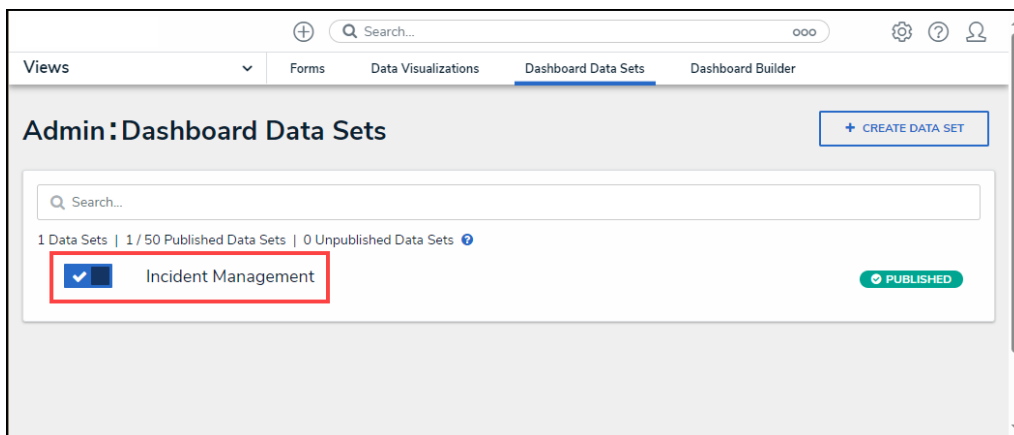 Search...
Views Forms Data Visualizations Dashboard Data Sets Dashboard Builder
Admin:Dashboard Data Sets
+ CREATE DATA SET
Search...
1 Data Sets | 1 / 50 Published Data Sets | 0 Unpublished Data Sets ?
Incident Management
PUBLISHED